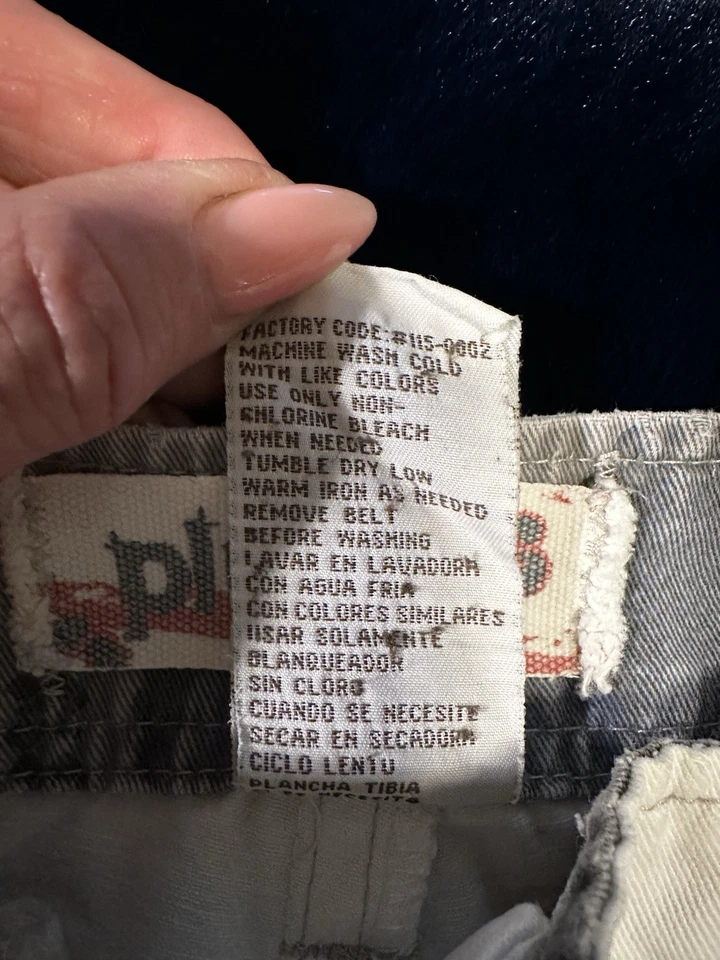 FACTORY CODE:#115-0002
MACHINE WASH COLD
WITH LIKE COLORS
USE ONLY NON-
CHLORINE BLEACH
WHEN NEEDED
TUMBLE DRY LOW
WARM IRON AS NEEDED
REMOVE BELT
BEFORE WASHING
LAVAR EN LAVADORA
CON AGUA FRIA
CON COLORES SIMILARES
USAR SOLAMENTE
BLANQUEADOR
SIN CLORO
CUANDO SE NECESITE
SECAR EN SECADORA
CICLO LENTO
PLANCHA TIBIA